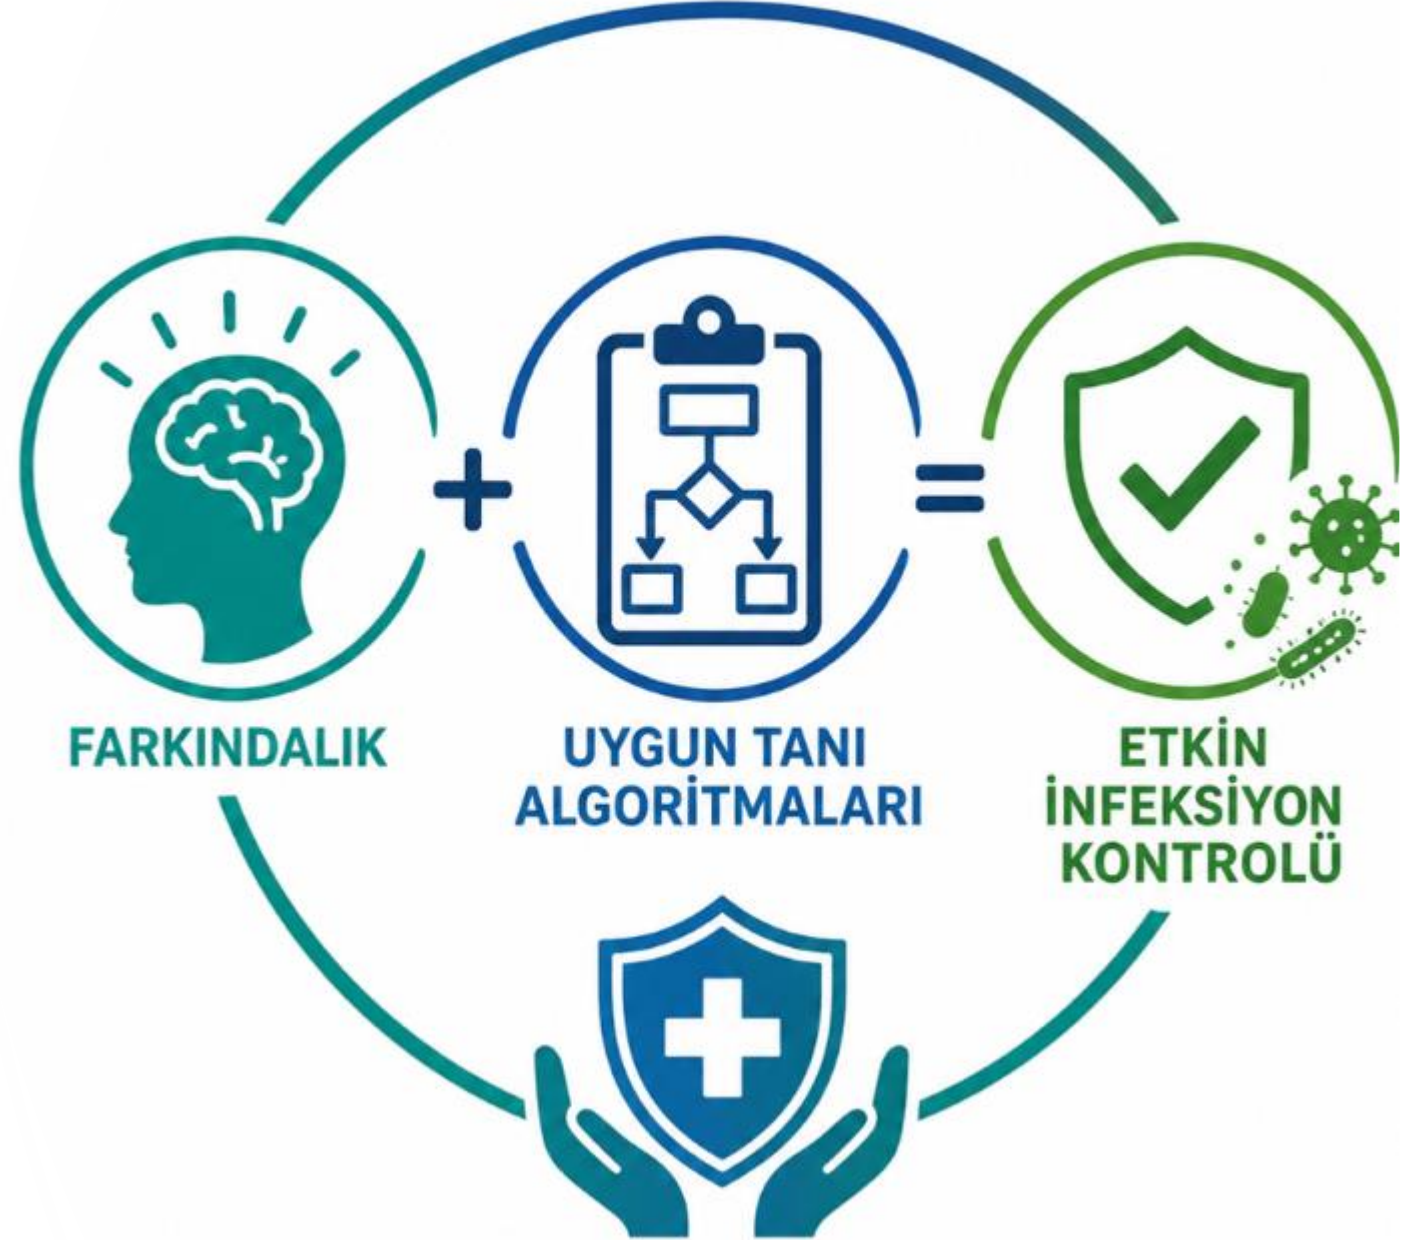 FARKINDALIK
+
UYGUN TANI
ALGORİTMALARI
=
ETKİN
İNFEKSİYON
KONTROLÜ